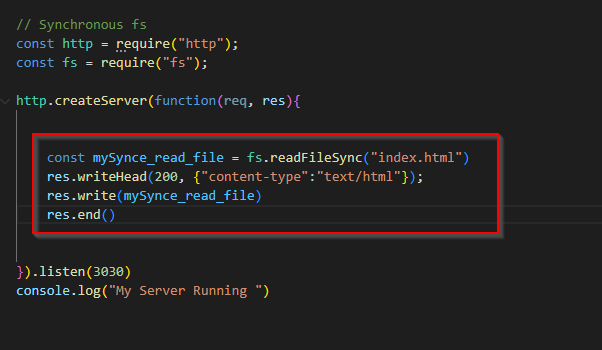 // Synchronous fs
const http = require("http");
const fs = require("fs");
http.createServer(function(req, res){
const mySynce_read_file = fs.readFileSync("index.html")
res.writeHead(200, {"content-type":"text/html"});
res.write(mySynce_read_file)
res.end()
}).listen(3030)
console.log("My Server Running ")